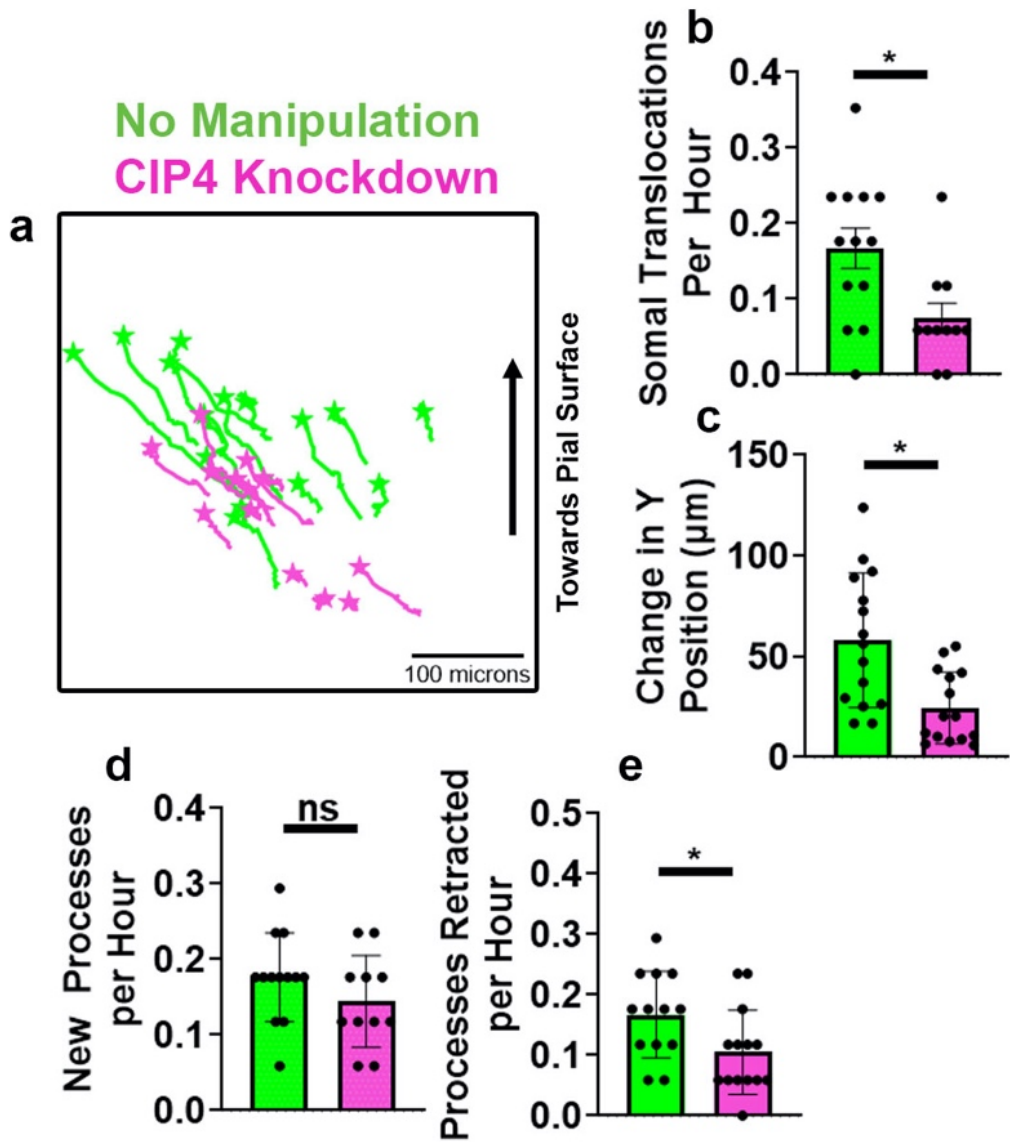 No Manipulation
CIP4 Knockdown
a
Towards Pial Surface
100 microns
b
Somal Translocations
Per Hour
0.4
0.3
0.2
0.1
0.0
*
c
Change in Y
Position (µm)
150
100
50
0
*
d
New Processes
per Hour
0.4
0.3
0.2
0.1
0.0
ns
e
Processes Retracted
per Hour
0.5
0.4
0.3
0.2
0.1
0.0
*